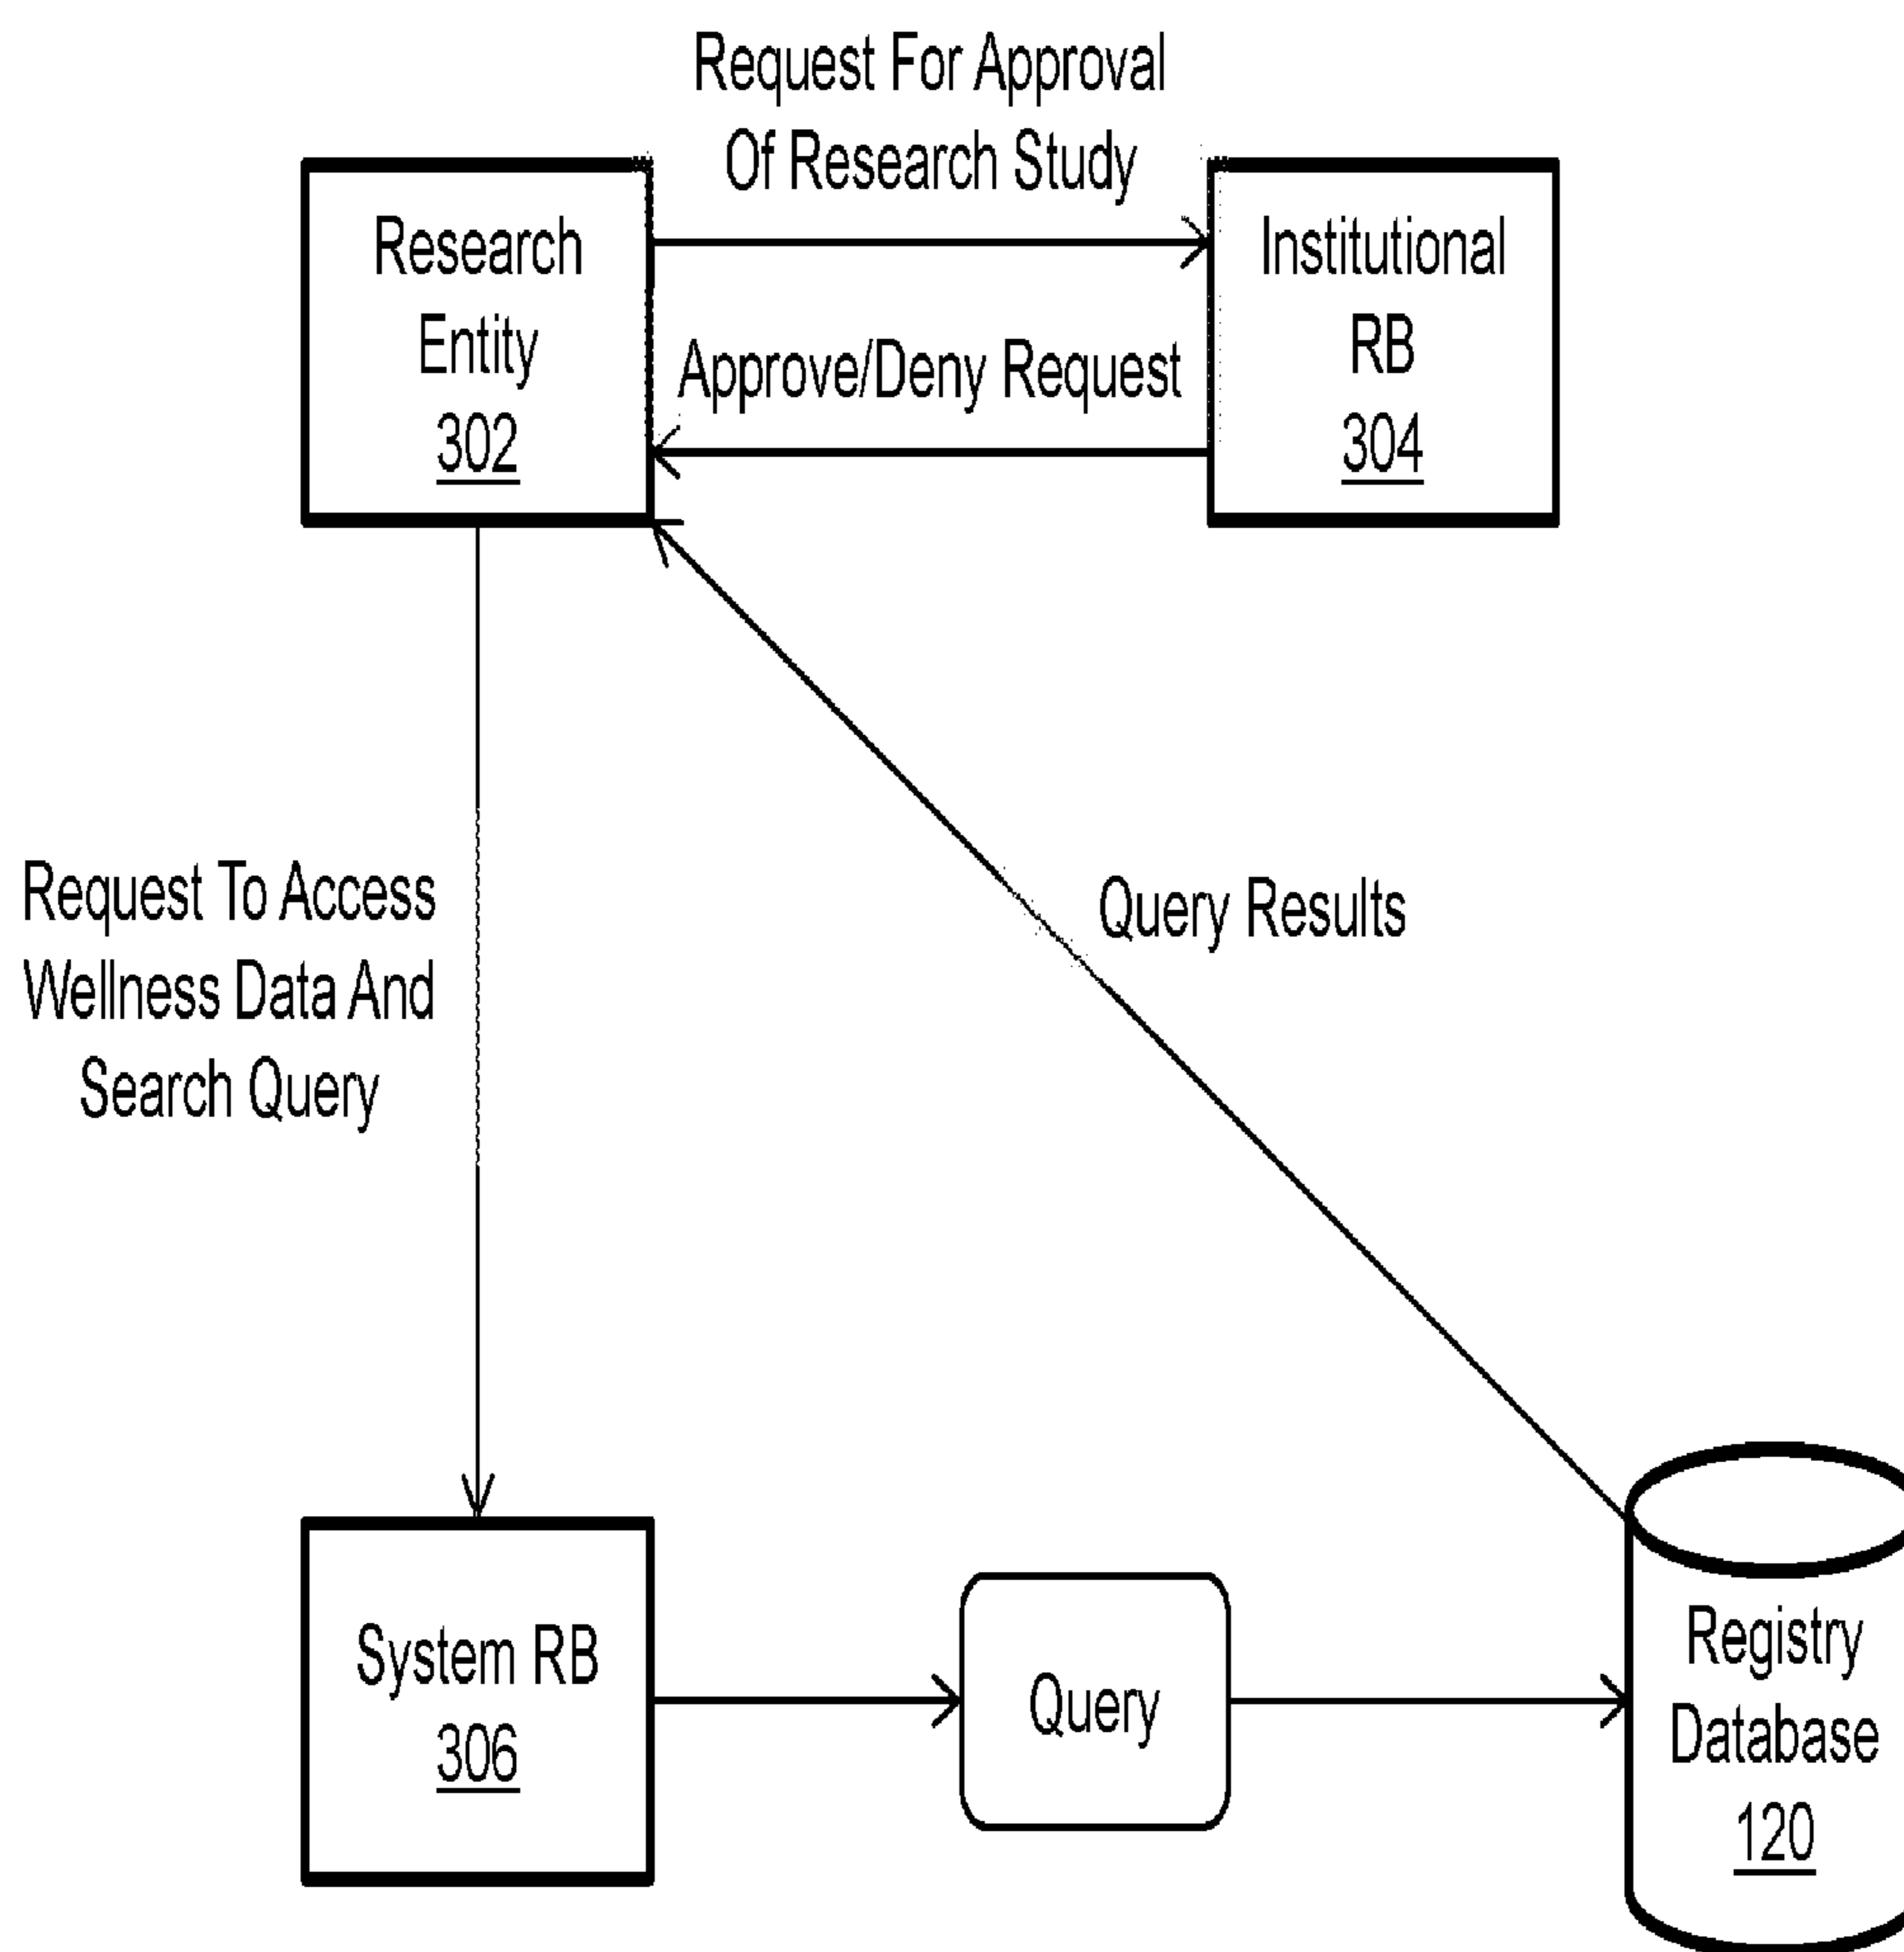 Request For Approval
Of Research Study
Research
Entity
302
Institutional
RB
304
Approve/Deny Request
Request To Access
Wellness Data And
Search Query
Query Results
System RB
306
Query
Registry
Database
120